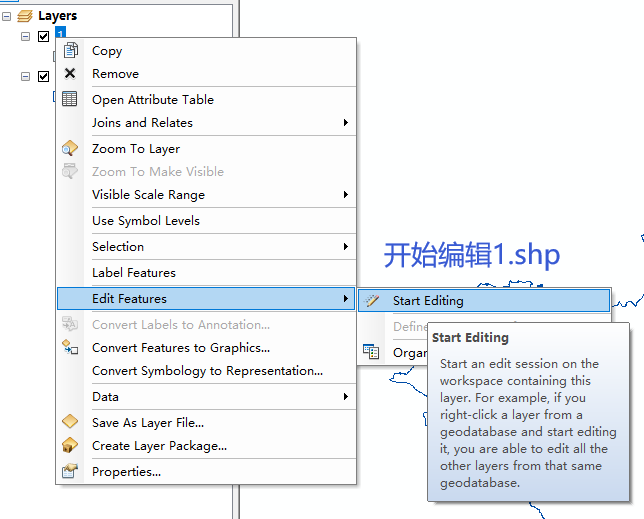 Layers
1
Copy
Remove
Open Attribute Table
Joins and Relates
Zoom To Layer
Zoom To Make Visible
Visible Scale Range
Use Symbol Levels
Selection
Label Features
Edit Features
Convert Labels to Annotation...
Convert Features to Graphics...
Convert Symbology to Representation...
Data
Save As Layer File...
Create Layer Package...
Properties...
开始编辑1.shp
Start Editing
Define
Organ
Start Editing
Start an edit session on the
workspace containing this
layer. For example, if you
right-click a layer from a
geodatabase and start editing
it, you are able to edit all the
other layers from that same
geodatabase.